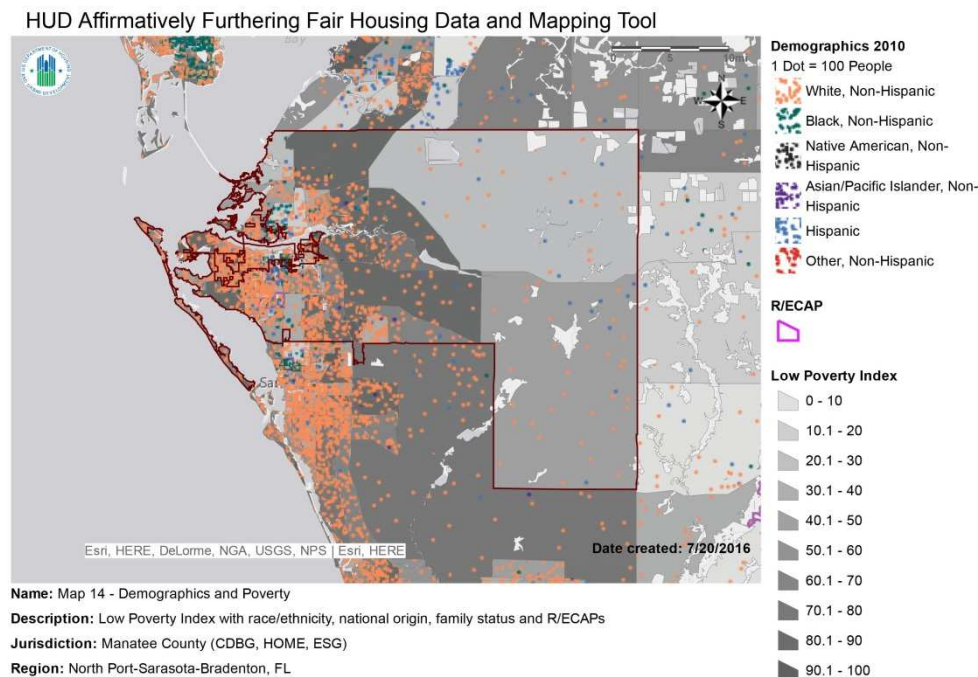 HUD Affirmatively Furthering Fair Housing Data and Mapping Tool
Bay
0 5 10mi
N
W E
S
Sar
Esri, HERE, DeLorme, NGA, USGS, NPS | Esri, HERE
Date created: 7/20/2016
Demographics 2010
1 Dot = 100 People
White, Non-Hispanic
Black, Non-Hispanic
Native American, Non-
Hispanic
Asian/Pacific Islander, Non-
Hispanic
Hispanic
Other, Non-Hispanic
R/ECAP
Low Poverty Index
0 - 10
10.1 - 20
20.1 - 30
30.1 - 40
40.1 - 50
50.1 - 60
60.1 - 70
70.1 - 80
80.1 - 90
90.1 - 100
Name: Map 14 - Demographics and Poverty
Description: Low Poverty Index with race/ethnicity, national origin, family status and R/ECAPs
Jurisdiction: Manatee County (CDBG, HOME, ESG)
Region: North Port-Sarasota-Bradenton, FL